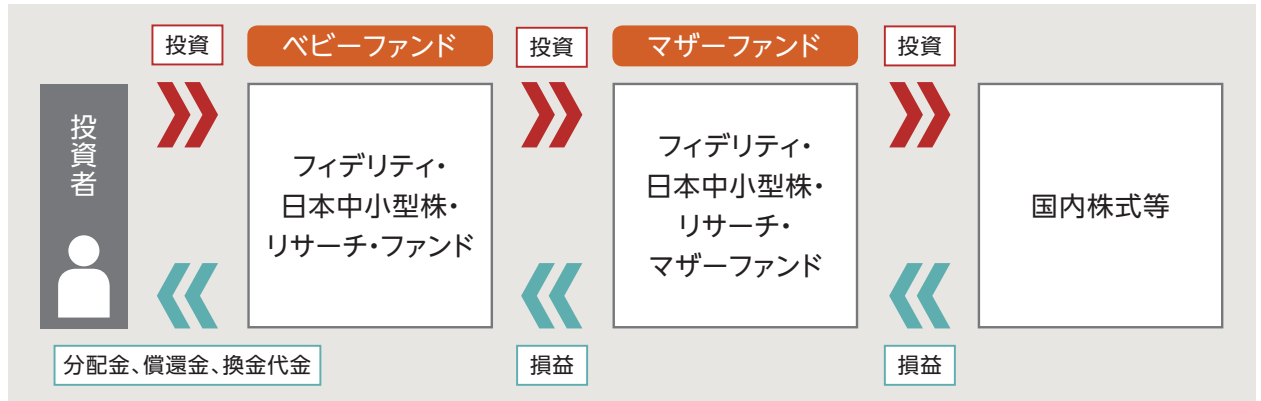 投資
ベビーファンド
投資
マザーファンド
投資
投資者
フィデリティ・
日本中小型株・
リサーチ・ファンド
フィデリティ・
日本中小型株・
リサーチ・
マザーファンド
国内株式等
分配金、償還金、換金代金
損益
損益